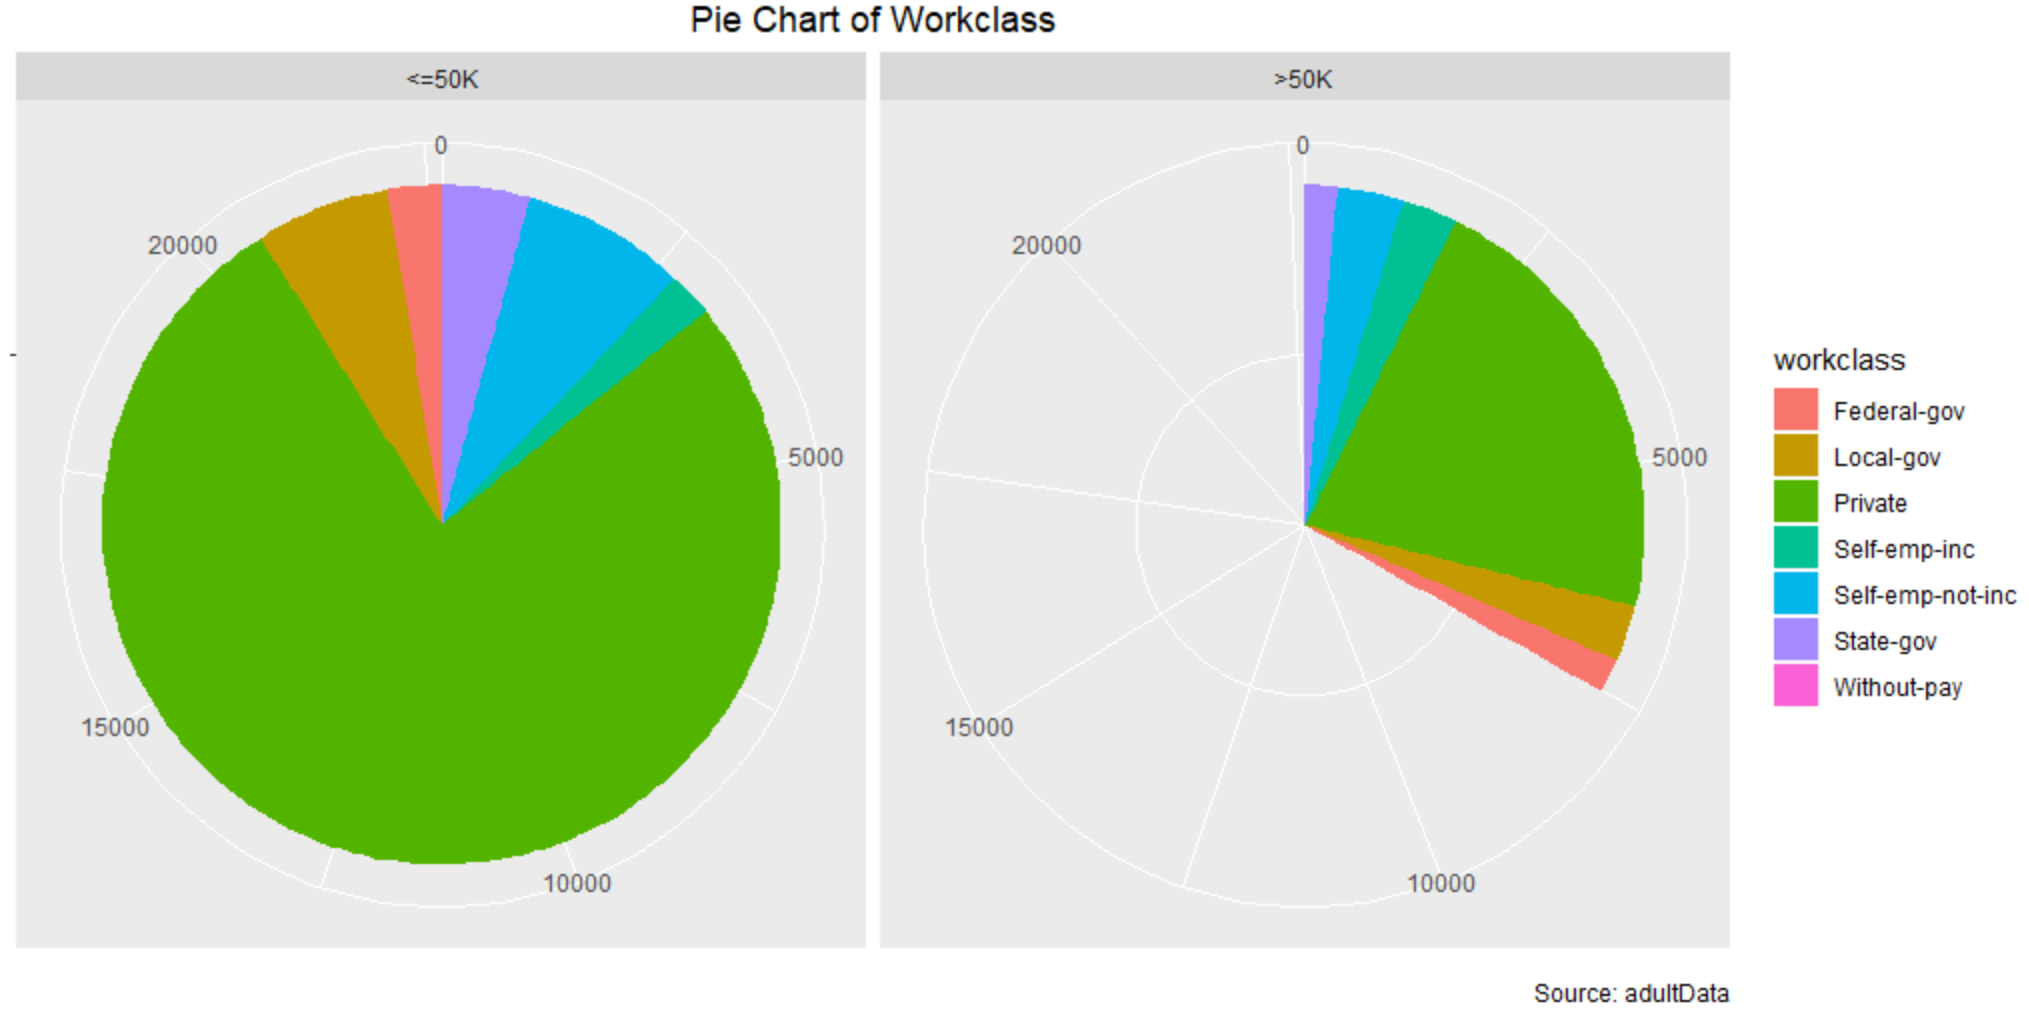 Pie Chart of Workclass
<=50K
>50K
0
20000
5000
15000
10000
0
20000
5000
15000
10000
workclass
Federal-gov
Local-gov
Private
Self-emp-inc
Self-emp-not-inc
State-gov
Without-pay
Source: adultData